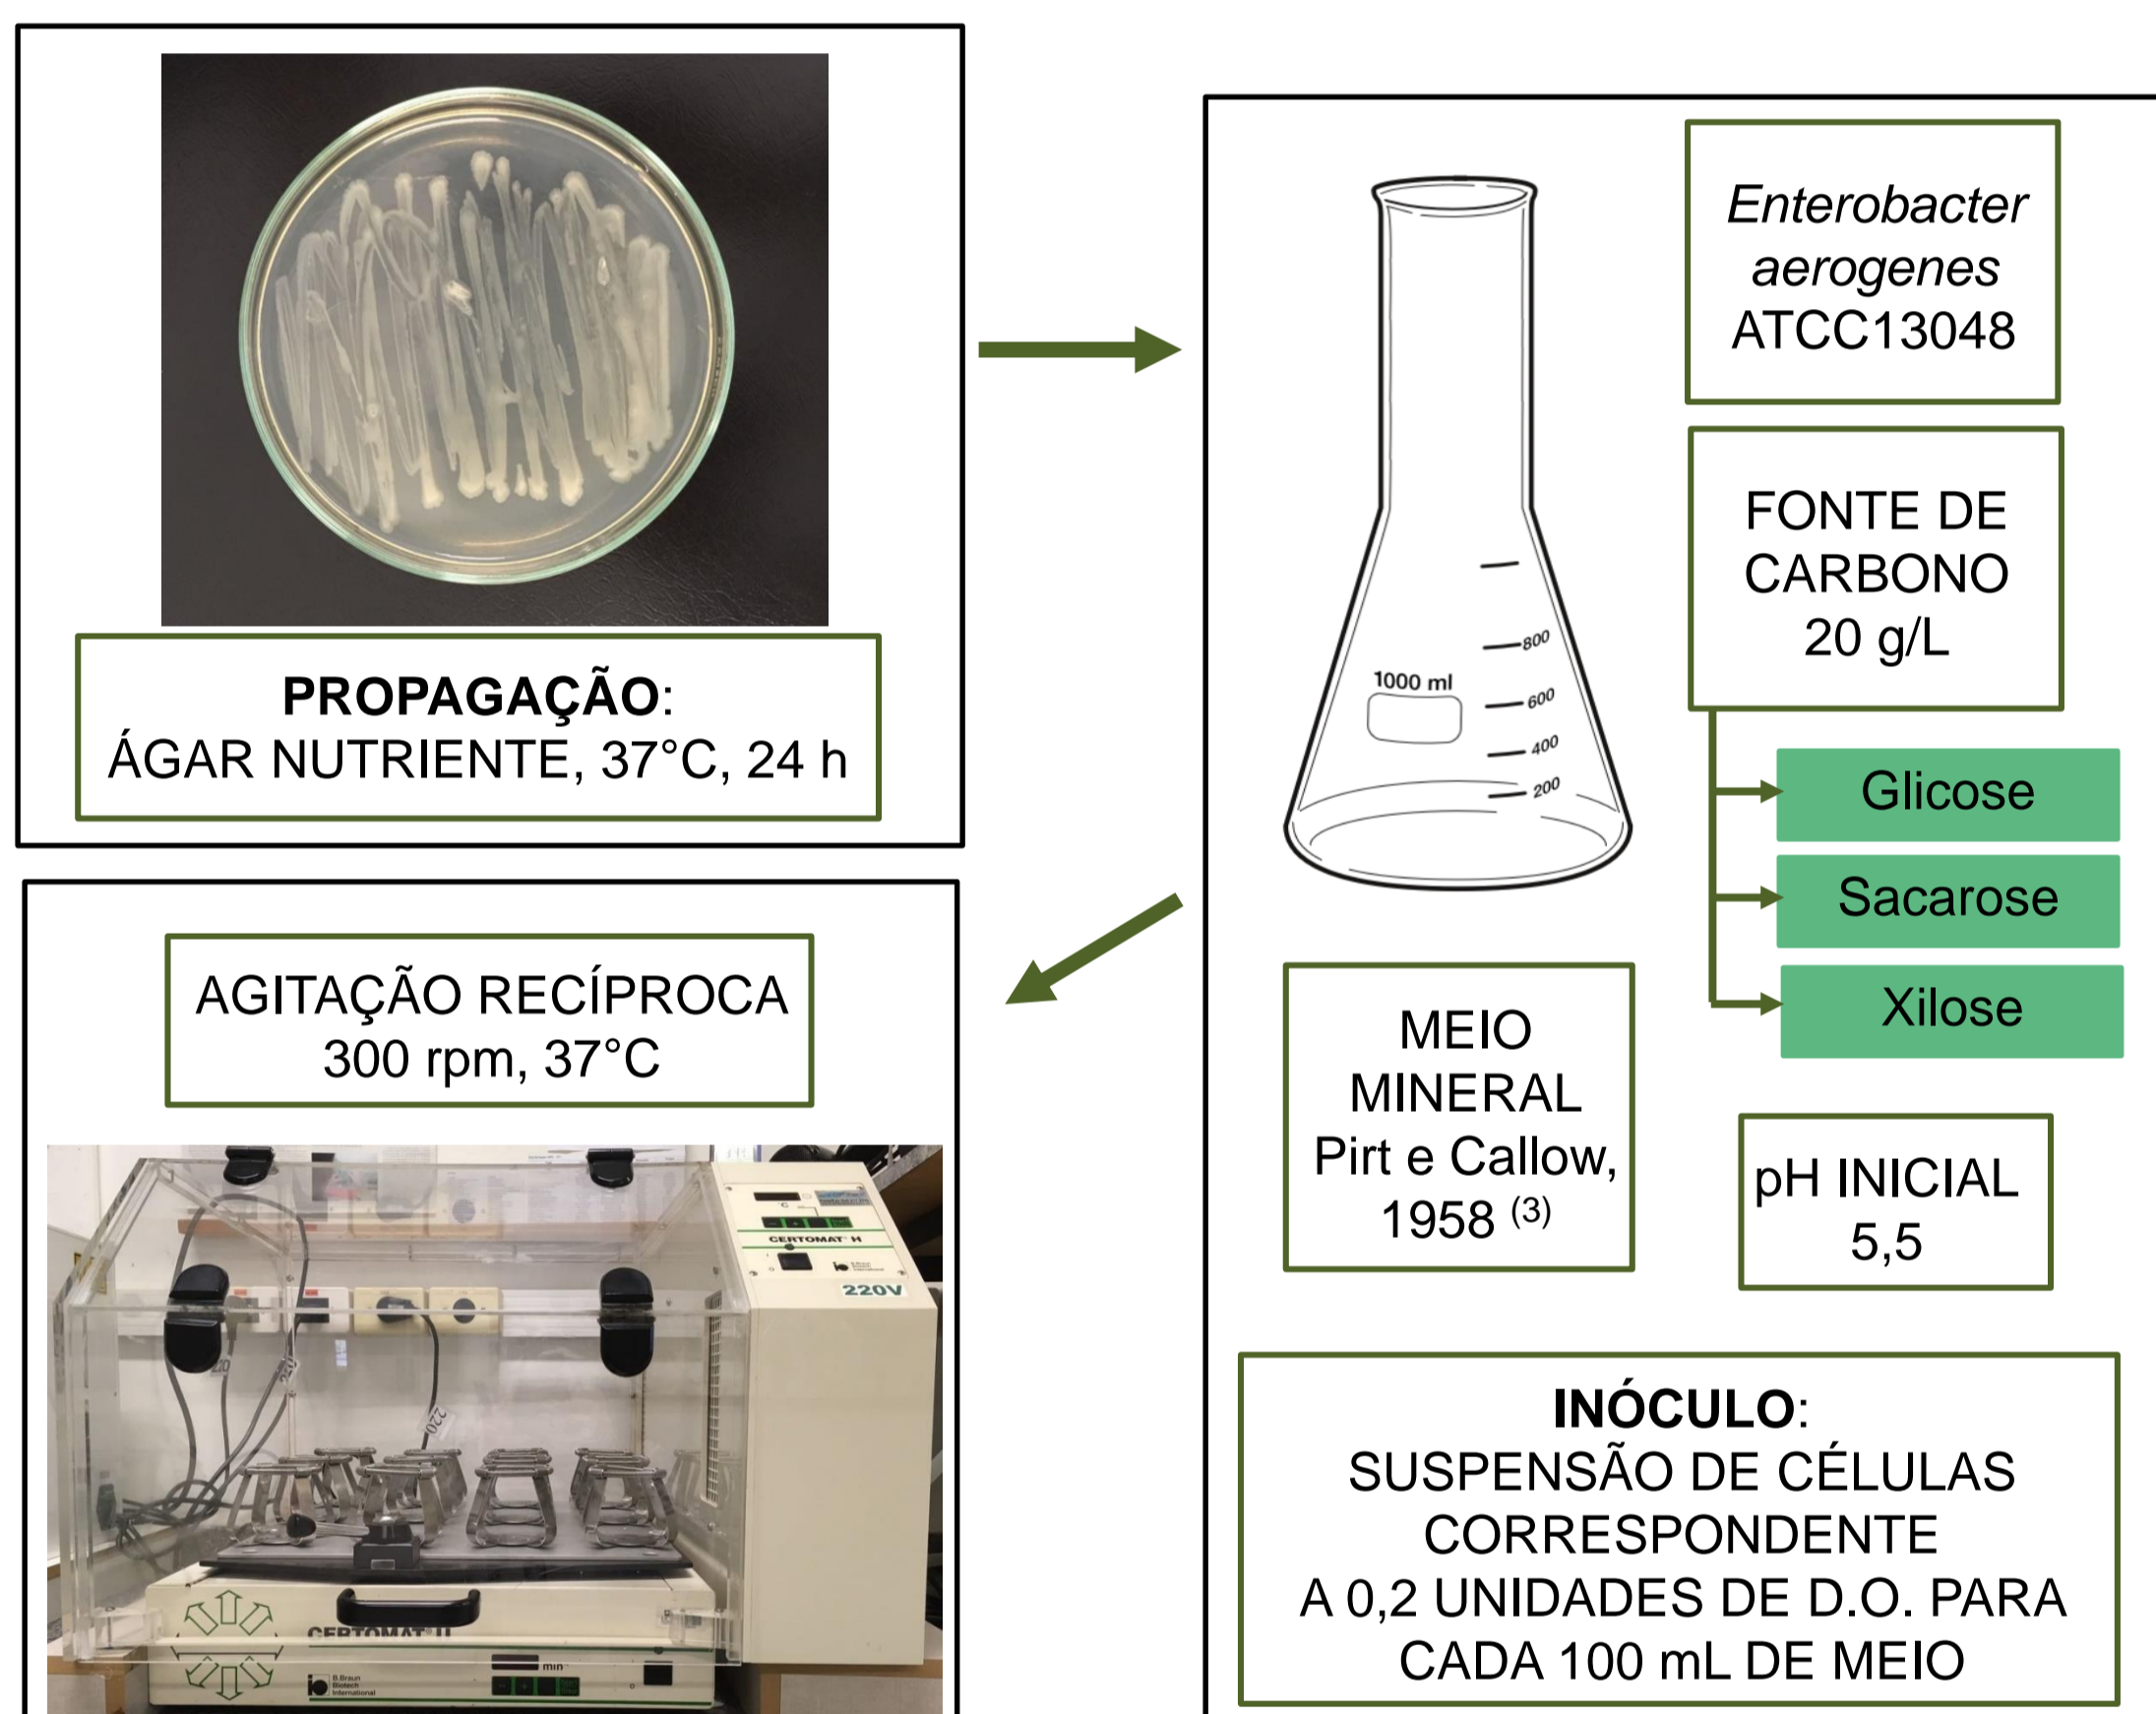 PROPAGAÇÃO:
ÁGAR NUTRIENTE, 37°C, 24 h
Enterobacter
aerogenes
ATCC13048
FONTE DE
CARBONO
20 g/L
Glicose
Sacarose
Xilose
1000 ml
800
600
400
200
MEIO
MINERAL
Pirt e Callow,
1958 (3)
pH INICIAL
5,5
INÓCULO:
SUSPENSÃO DE CÉLULAS
CORRESPONDENTE
A 0,2 UNIDADES DE D.O. PARA
CADA 100 mL DE MEIO
AGITAÇÃO RECÍPROCA
300 rpm, 37°C
C
CERTOMAT H
220V
220
220
220
CERTOMAT U
min
B.Braun
Biotech
International